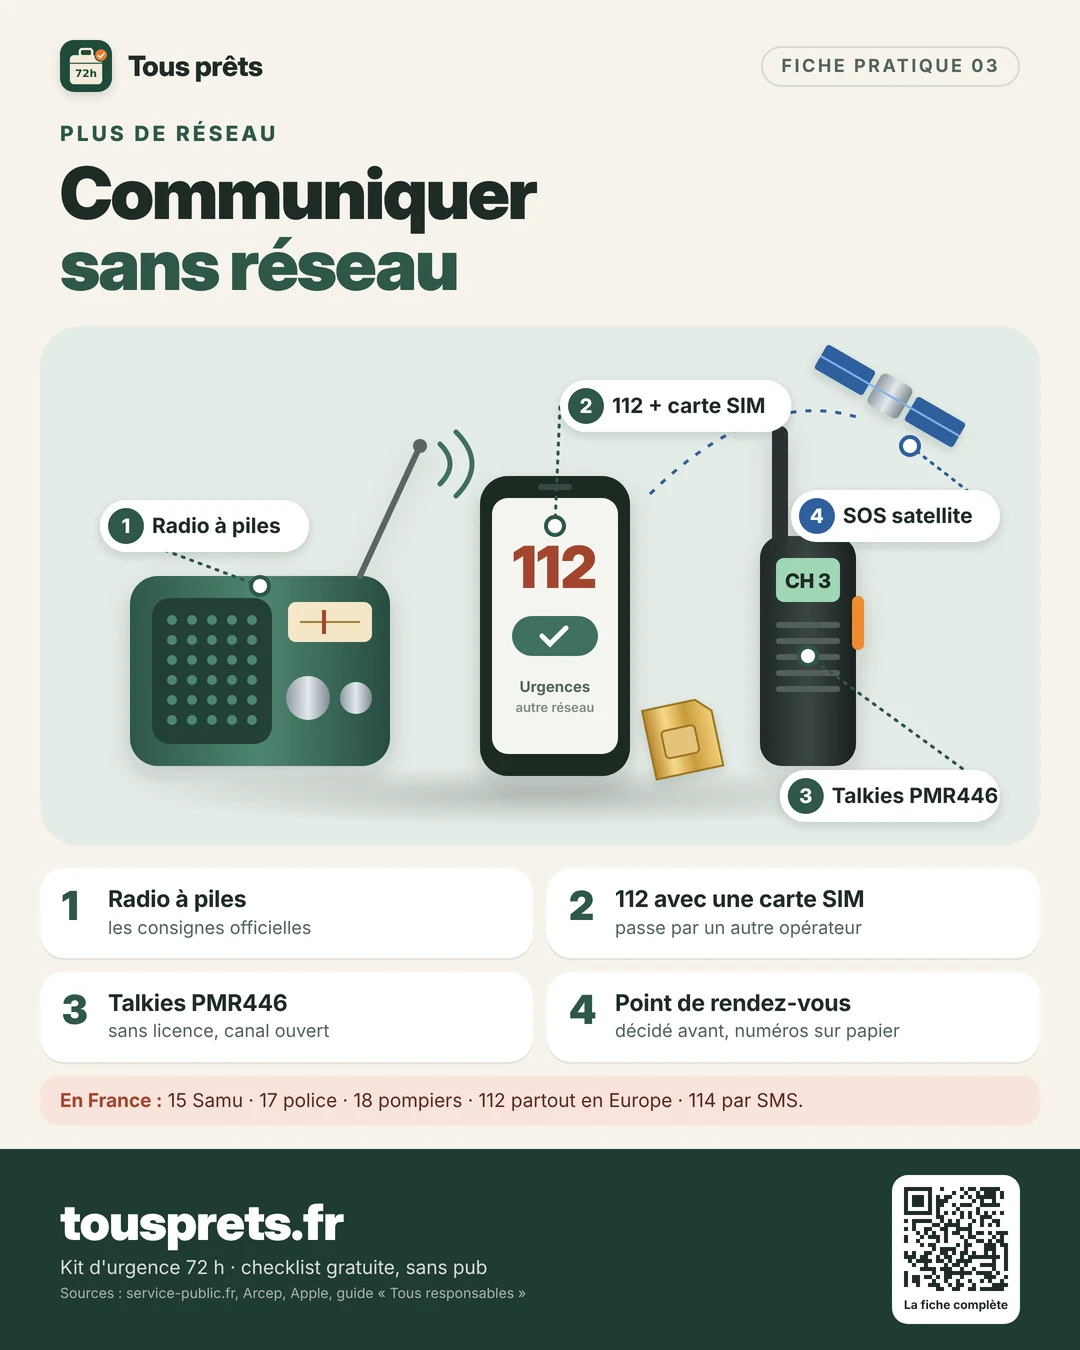 72h
Tous prêts
FICHE PRATIQUE 03
PLUS DE RÉSEAU
Communiquer
sans réseau
2 112 + carte SIM
1 Radio à piles
4 SOS satellite
112
CH 3
Urgences
autre réseau
3 Talkies PMR446
1 Radio à piles
les consignes officielles
2 112 avec une carte SIM
passe par un autre opérateur
3 Talkies PMR446
sans licence, canal ouvert
4 Point de rendez-vous
décidé avant, numéros sur papier
En France : 15 Samu · 17 police · 18 pompiers · 112 partout en Europe · 114 par SMS.
tousprets.fr
Kit d'urgence 72 h · checklist gratuite, sans pub
Sources : service-public.fr, Arcep, Apple, guide « Tous responsables »
La fiche complète